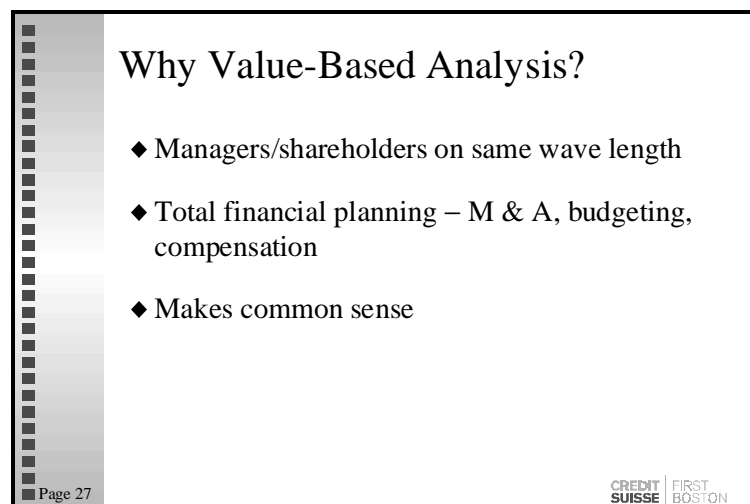 Why Value-Based Analysis?
◆ Managers/shareholders on same wave length
◆ Total financial planning – M & A, budgeting,
compensation
◆ Makes common sense
Page 27
CREDIT FIRST
SUISSE BOSTON